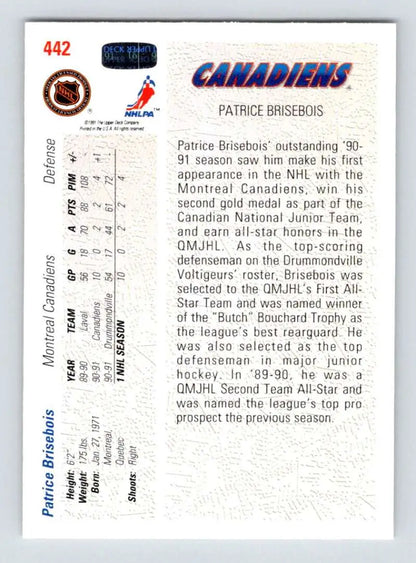 442
UPPER DECK
NHL
NHLPA™
©1991 The Upper Deck Company
Printed in the U.S.A. All rights reserved.
CANADIENS®
PATRICE BRISEBOIS
Patrice Brisebois' outstanding '90-
91 season saw him make his first
appearance in the NHL with the
Montreal Canadiens, win his
second gold medal as part of the
Canadian National Junior Team,
and earn all-star honors in the
QMJHL. As the top-scoring
defenseman on the Drummondville
Voltigeurs' roster, Brisebois was
selected to the QMJHL's First All-
Star Team and was named winner
of the "Butch" Bouchard Trophy as
the league's best rearguard. He
was also selected as the top
defenseman in major junior
hockey. In '89-90, he was a
QMJHL Second Team All-Star and
was named the league's top pro
prospect the previous season.
Patrice Brisebois Montreal Canadiens Defense
Height: 6'2"
Weight: 175 lbs.
Born: Jan. 27, 1971
Montreal,
Quebec
Shoots: Right
YEAR TEAM GP G A PTS PIM +/-
89-90 Laval 56 18 70 88 108
90-91 Canadiens 10 0 2 2 4 +1
90-91 Drummondville 54 17 44 61 72
1 NHL SEASON 10 0 2 2 4